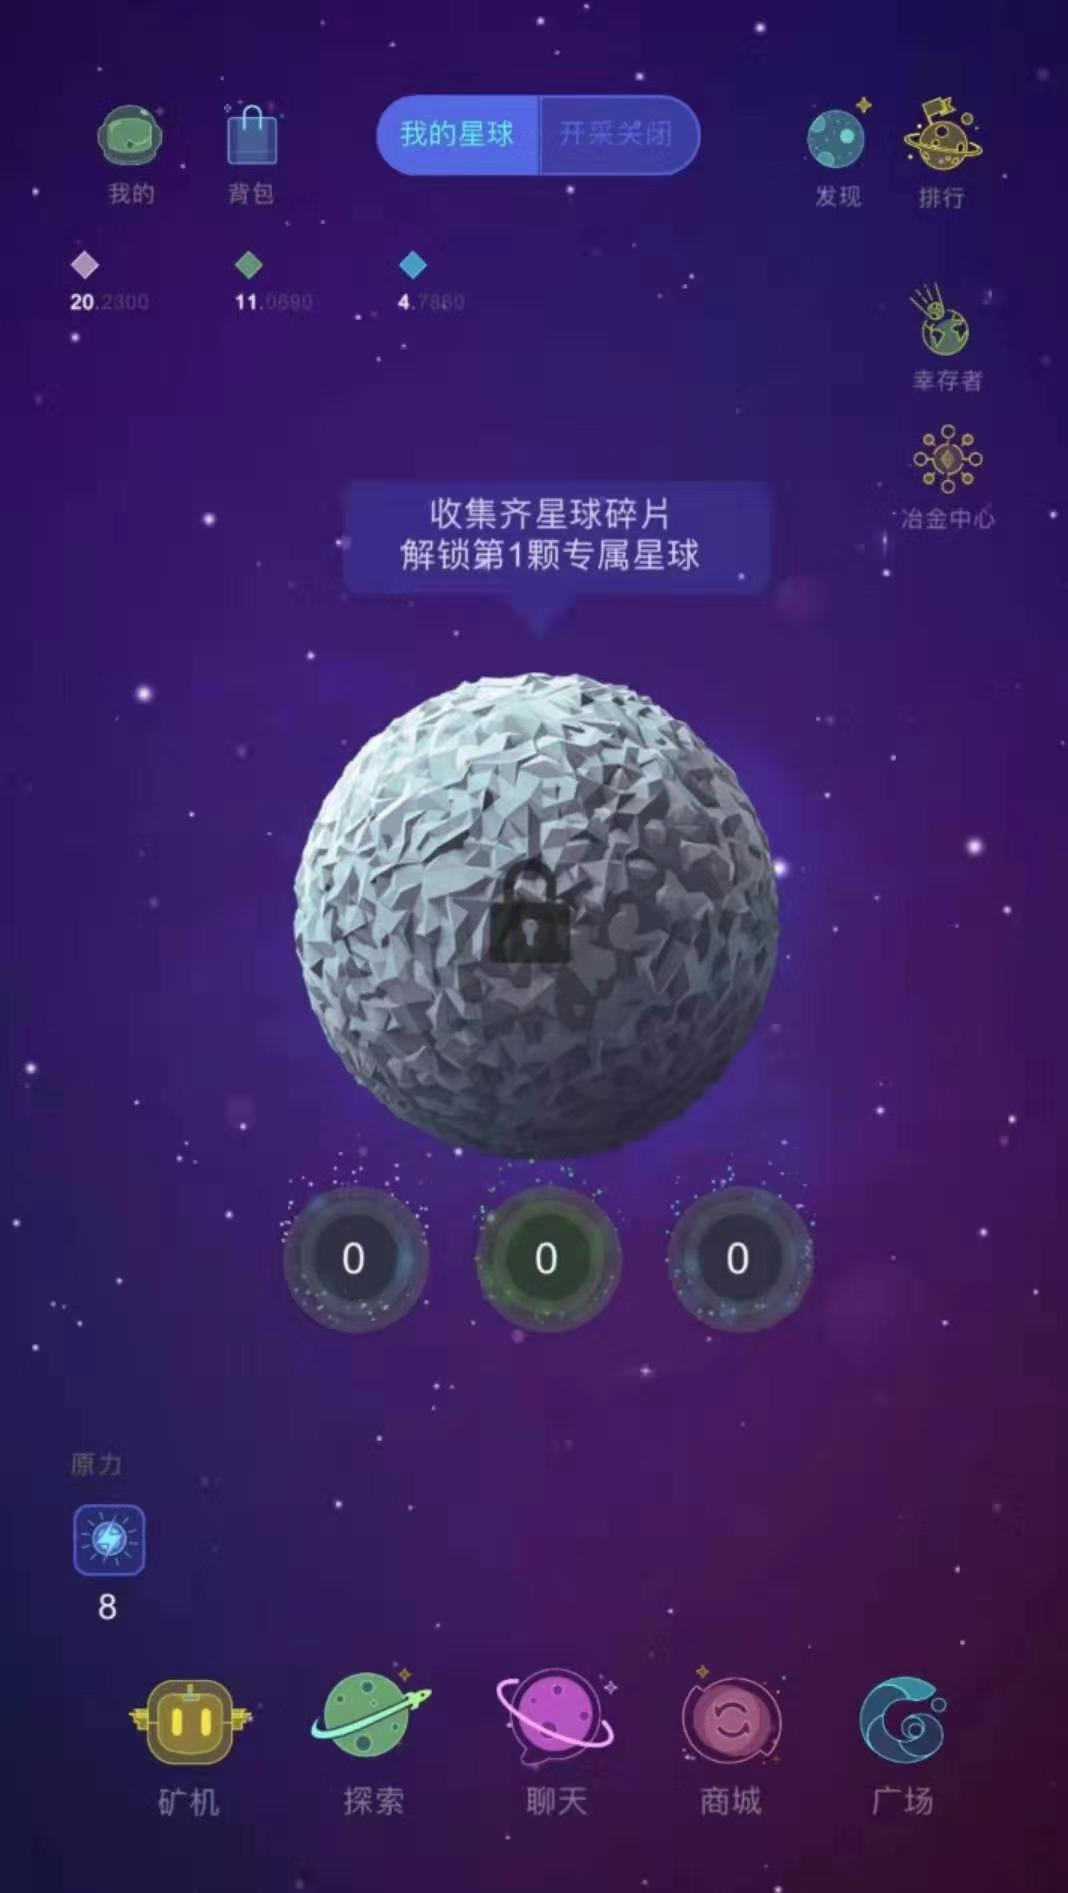 我的星球
开采关闭
我的
背包
发现
排行
20.2300
11.0690
幸存者
冶金中心
收集齐星球碎片
解锁第1颗专属星球
0
0
0
原力
8
矿机
探索
聊天
商城
广场